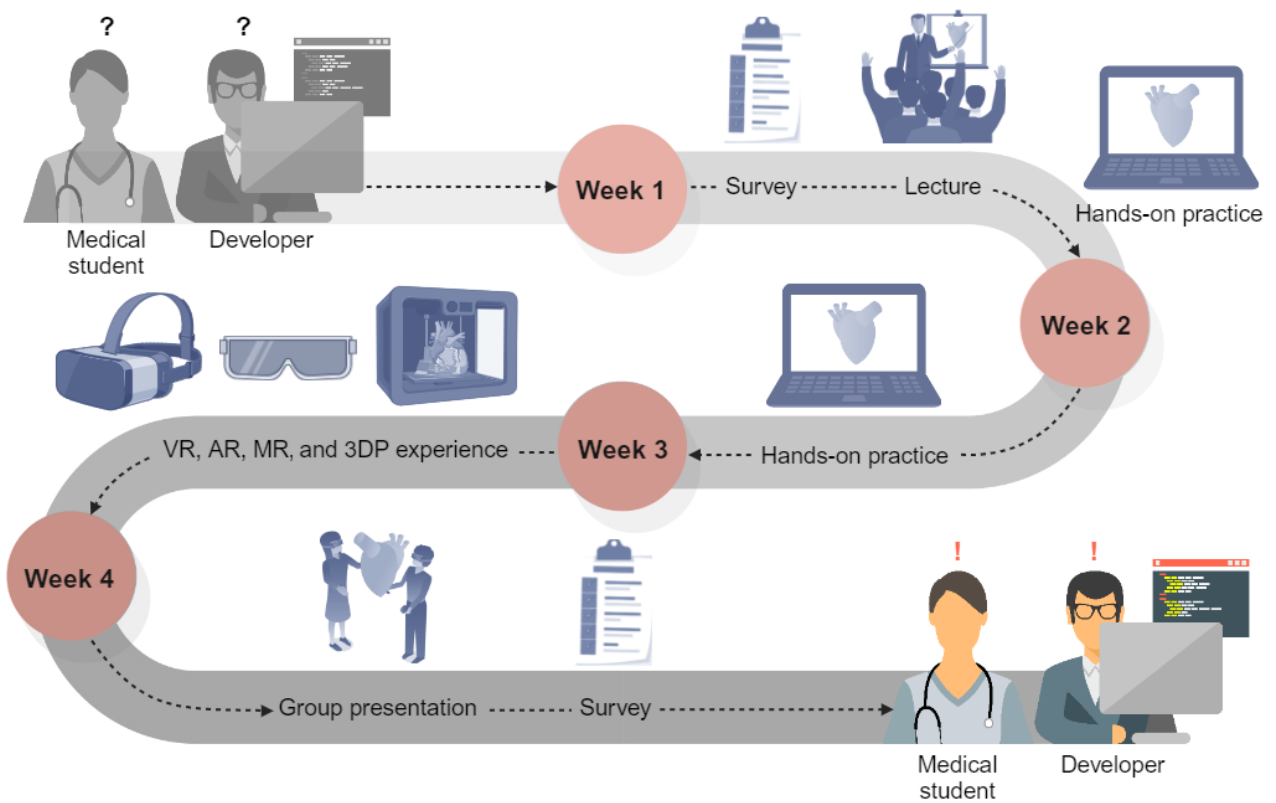 ?
?
Medical
student
Developer
Week 1
Survey
Lecture
Hands-on practice
Week 2
Hands-on practice
Week 3
VR, AR, MR, and 3DP experience
Week 4
Group presentation
Survey
!
!
Medical
student
Developer